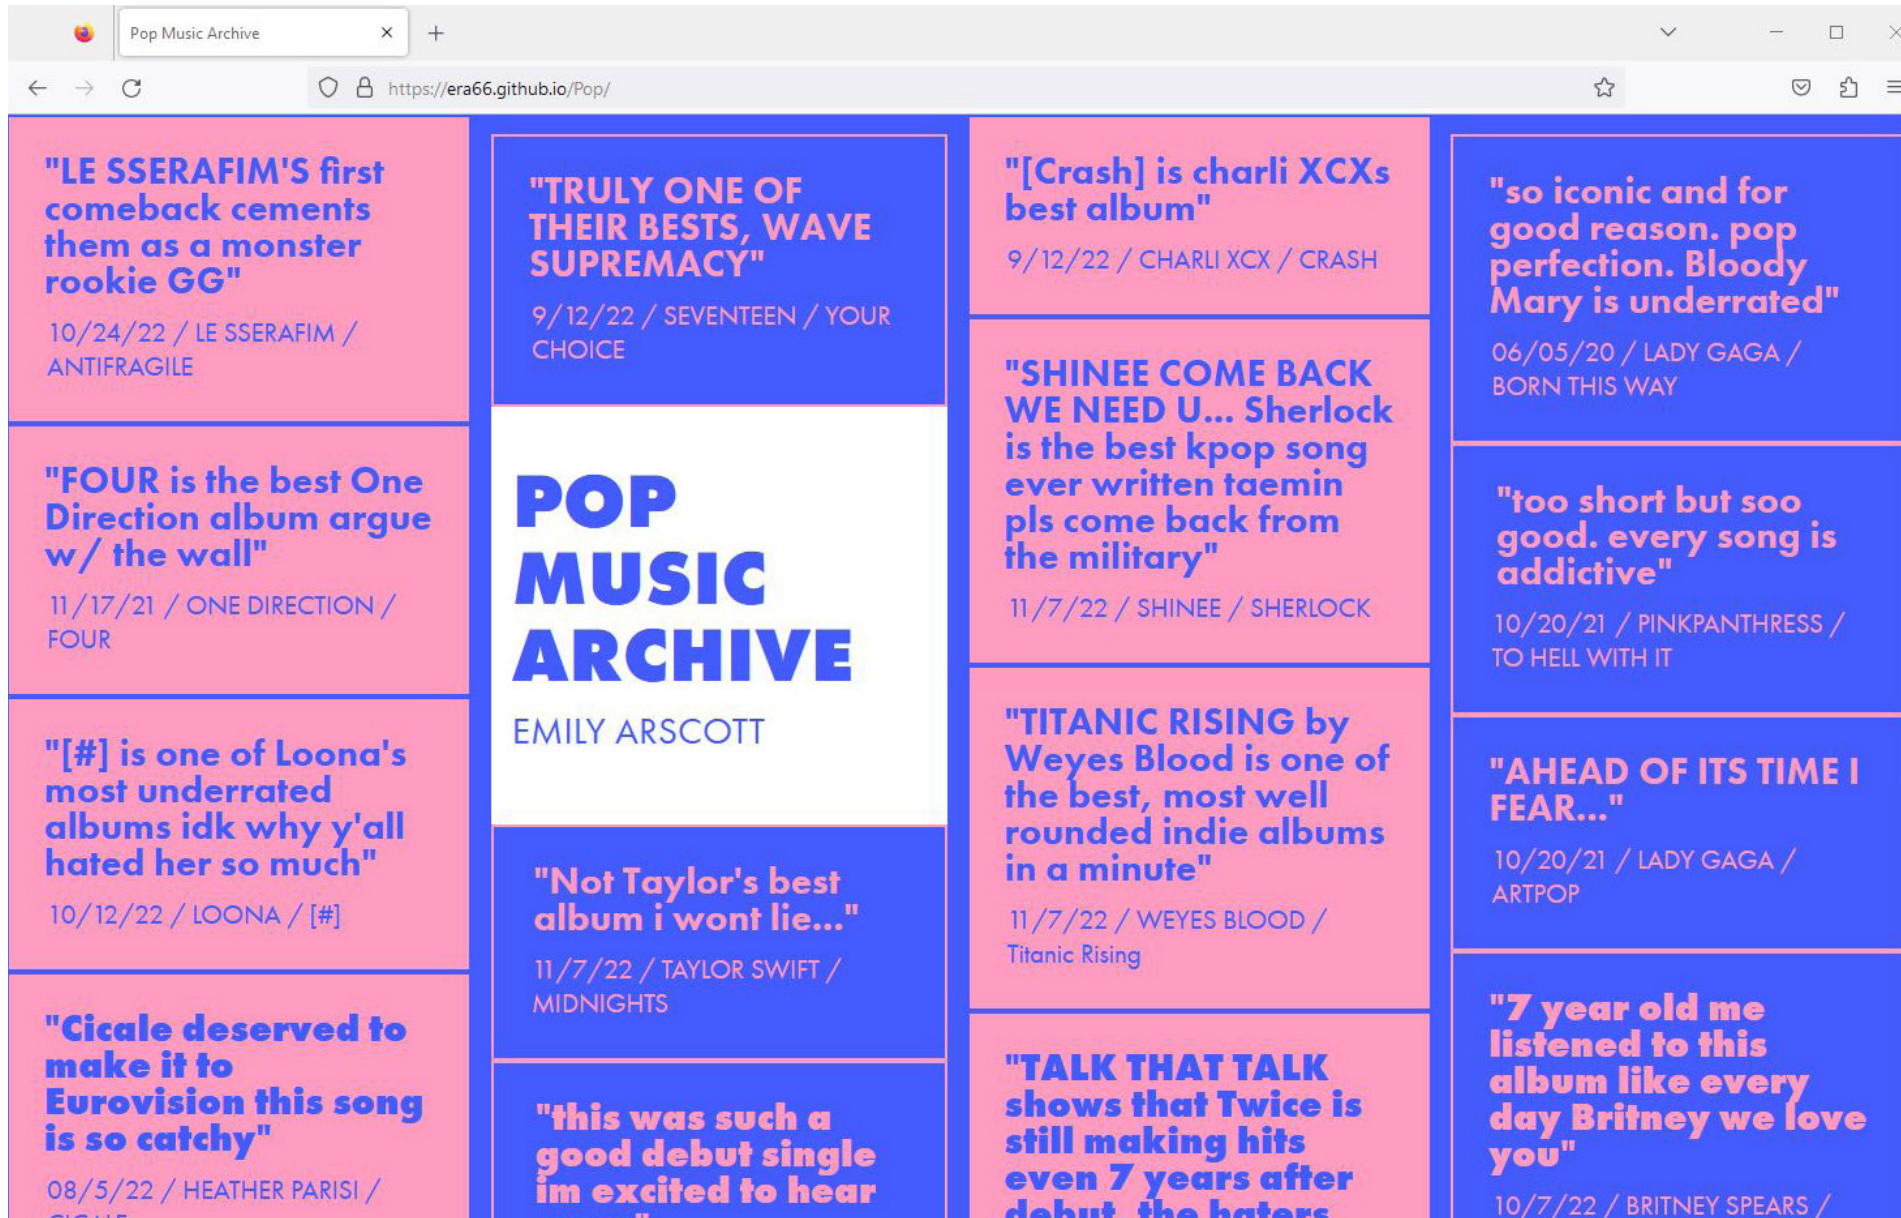 Pop Music Archive
https://era66.github.io/Pop/
"LE SSERAFIM'S first
comeback cements
them as a monster
rookie GG"
10/24/22 / LE SSERAFIM /
ANTIFRAGILE
"FOUR is the best One
Direction album argue
w/ the wall"
11/17/21 / ONE DIRECTION /
FOUR
"[#] is one of Loona's
most underrated
albums idk why y'all
hated her so much"
10/12/22 / LOONA / [#]
"Cicale deserved to
make it to
Eurovision this song
is so catchy"
08/5/22 / HEATHER PARISI /
"TRULY ONE OF
THEIR BESTS, WAVE
SUPREMACY"
9/12/22 / SEVENTEEN / YOUR
CHOICE
POP
MUSIC
ARCHIVE
EMILY ARSCOTT
"Not Taylor's best
album i wont lie..."
11/7/22 / TAYLOR SWIFT /
MIDNIGHTS
"this was such a
good debut single
im excited to hear
"[Crash] is charli XCXs
best album"
9/12/22 / CHARLI XCX / CRASH
"SHINEE COME BACK
WE NEED U... Sherlock
is the best kpop song
ever written taemin
pls come back from
the military"
11/7/22 / SHINEE / SHERLOCK
"TITANIC RISING by
Weyes Blood is one of
the best, most well
rounded indie albums
in a minute"
11/7/22 / WEYES BLOOD /
Titanic Rising
"TALK THAT TALK
shows that Twice is
still making hits
even 7 years after
debut, the haters
"so iconic and for
good reason. pop
perfection. Bloody
Mary is underrated"
06/05/20 / LADY GAGA /
BORN THIS WAY
"too short but soo
good. every song is
addictive"
10/20/21 / PINKPANTHRESS /
TO HELL WITH IT
"AHEAD OF ITS TIME I
FEAR..."
10/20/21 / LADY GAGA /
ARTPOP
"7 year old me
listened to this
album like every
day Britney we love
you"
10/7/22 / BRITNEY SPEARS /